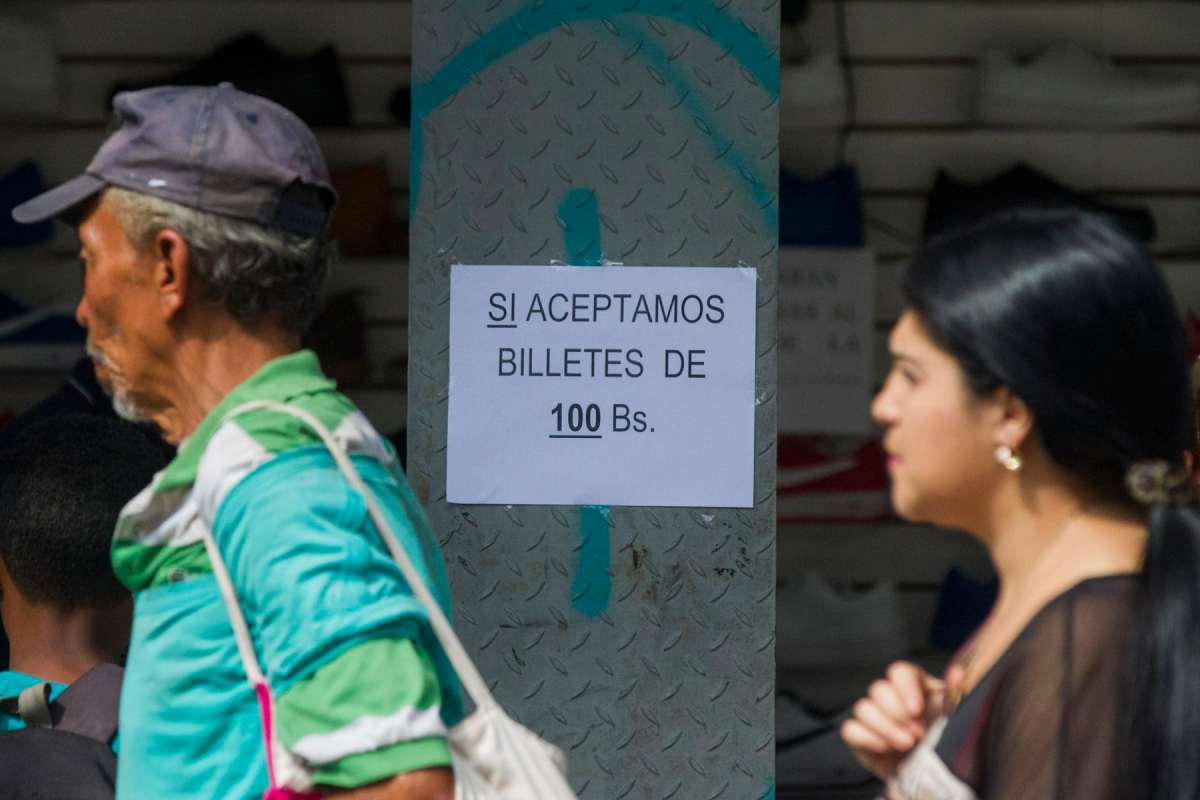 SI ACEPTAMOS
BILLETES DE
100 Bs.